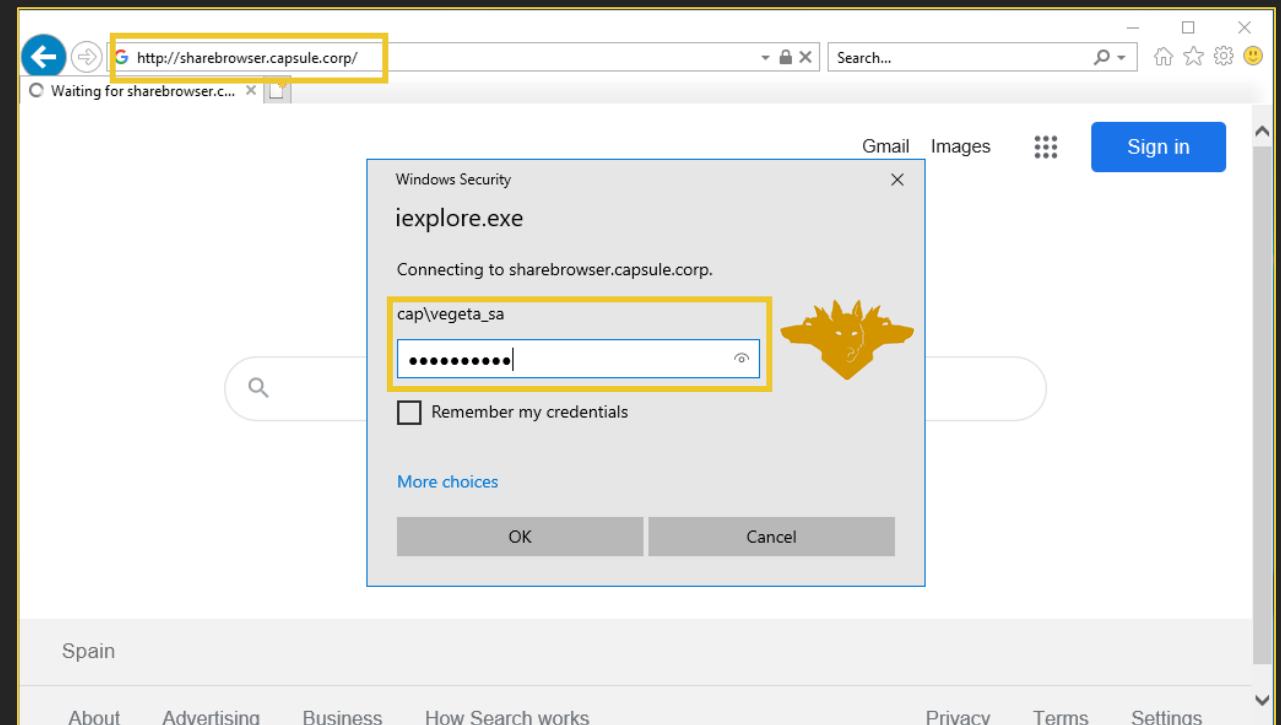 http://sharebrowser.capsule.corp/
Search...
Waiting for sharebrowser.c...
Gmail Images Sign in
Windows Security
iexplore.exe
Connecting to sharebrowser.capsule.corp.
cap\vegeta_sa
●●●●●●●●●●
Remember my credentials
More choices
OK Cancel
Spain
About Advertising Business How Search works Privacy Terms Settings